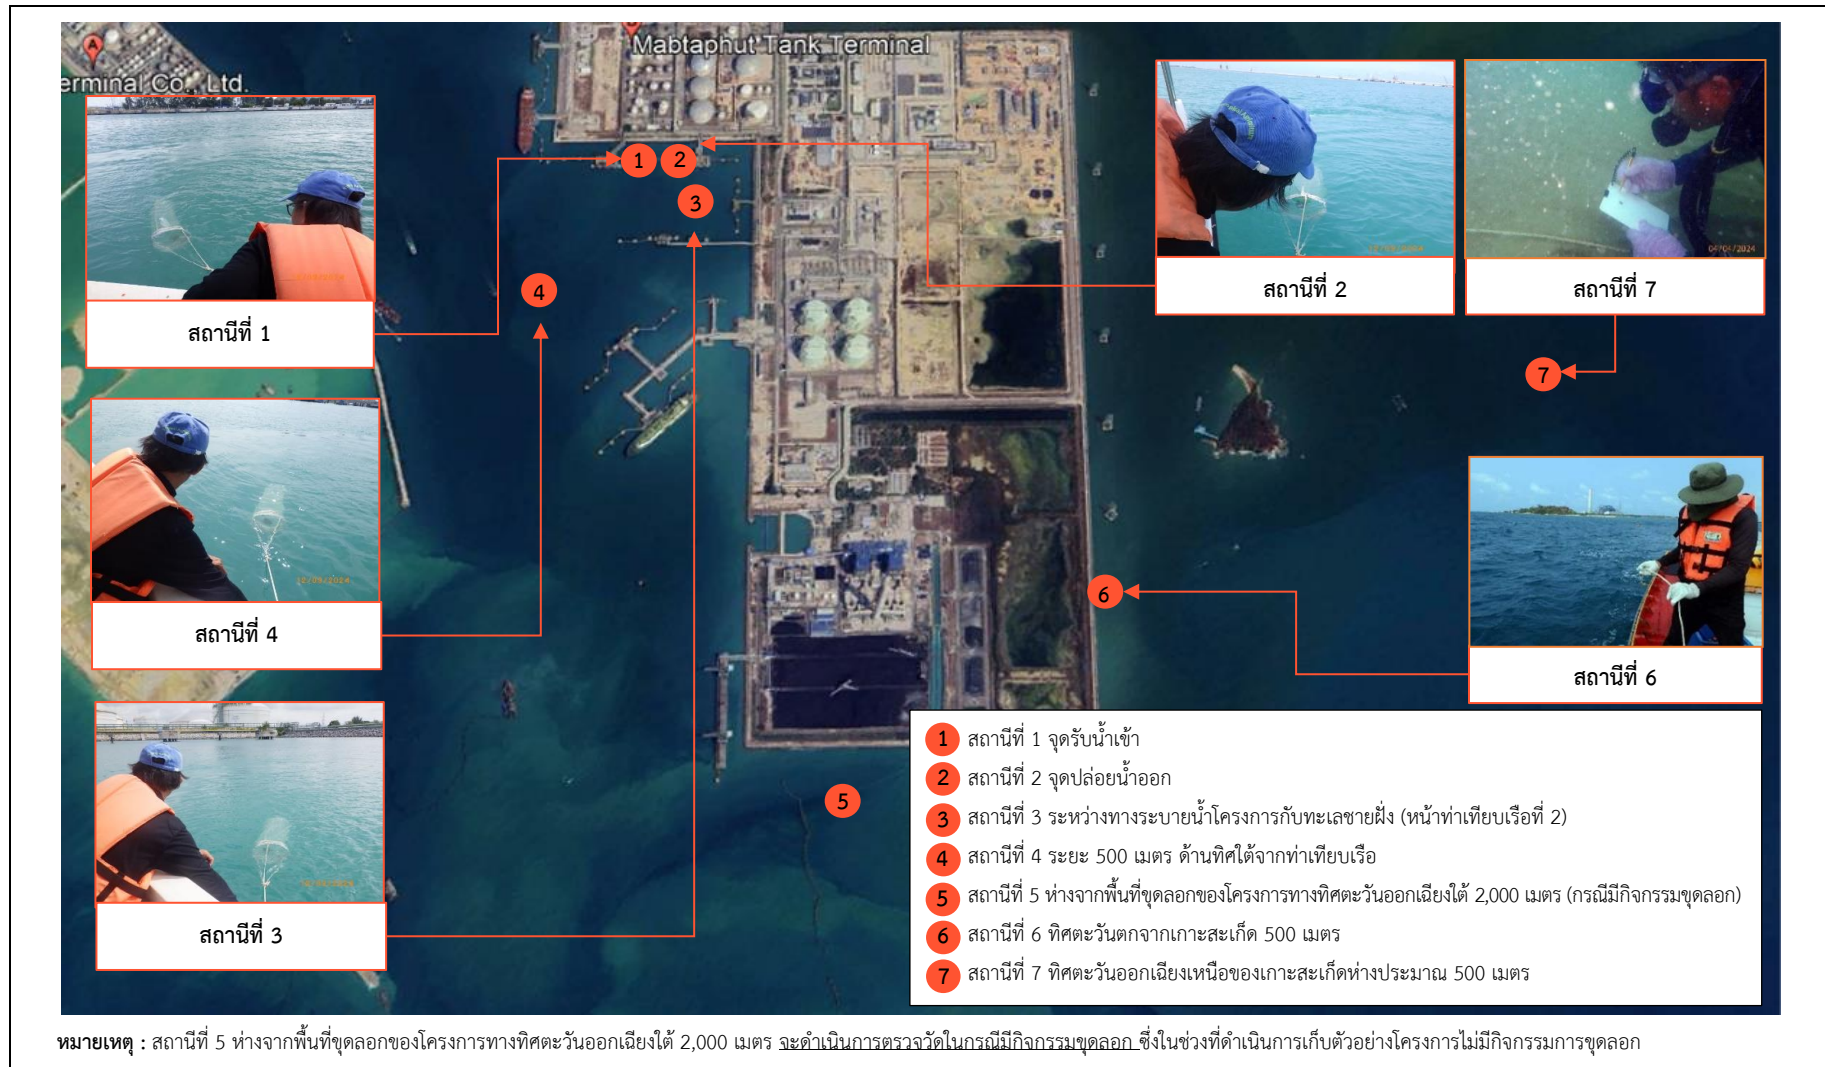 A
Mabtaphut Tank Terminal
erminal Co., Ltd.
1
2
3
4
5
6
7
สถานีที่ 1
สถานีที่ 2
สถานีที่ 7
04/04/2024
สถานีที่ 4
12/03/2024
สถานีที่ 6
สถานีที่ 3
1 สถานีที่ 1 จุดรับน้ำเข้า
2 สถานีที่ 2 จุดปล่อยน้ำออก
3 สถานีที่ 3 ระหว่างทางระบายน้ำโครงการกับทะเลชายฝั่ง (หน้าท่าเทียบเรือที่ 2)
4 สถานีที่ 4 ระยะ 500 เมตร ด้านทิศใต้จากท่าเทียบเรือ
5 สถานีที่ 5 ห่างจากพื้นที่ขุดลอกของโครงการทางทิศตะวันออกเฉียงใต้ 2,000 เมตร (กรณีมีกิจกรรมขุดลอก)
6 สถานีที่ 6 ทิศตะวันตกจากเกาะสะเก็ด 500 เมตร
7 สถานีที่ 7 ทิศตะวันออกเฉียงเหนือของเกาะสะเก็ดห่างประมาณ 500 เมตร
หมายเหตุ : สถานีที่ 5 ห่างจากพื้นที่ขุดลอกของโครงการทางทิศตะวันออกเฉียงใต้ 2,000 เมตร จะดำเนินการตรวจวัดในกรณีมีกิจกรรมขุดลอก ซึ่งในช่วงที่ดำเนินการเก็บตัวอย่างโครงการไม่มีกิจกรรมการขุดลอก